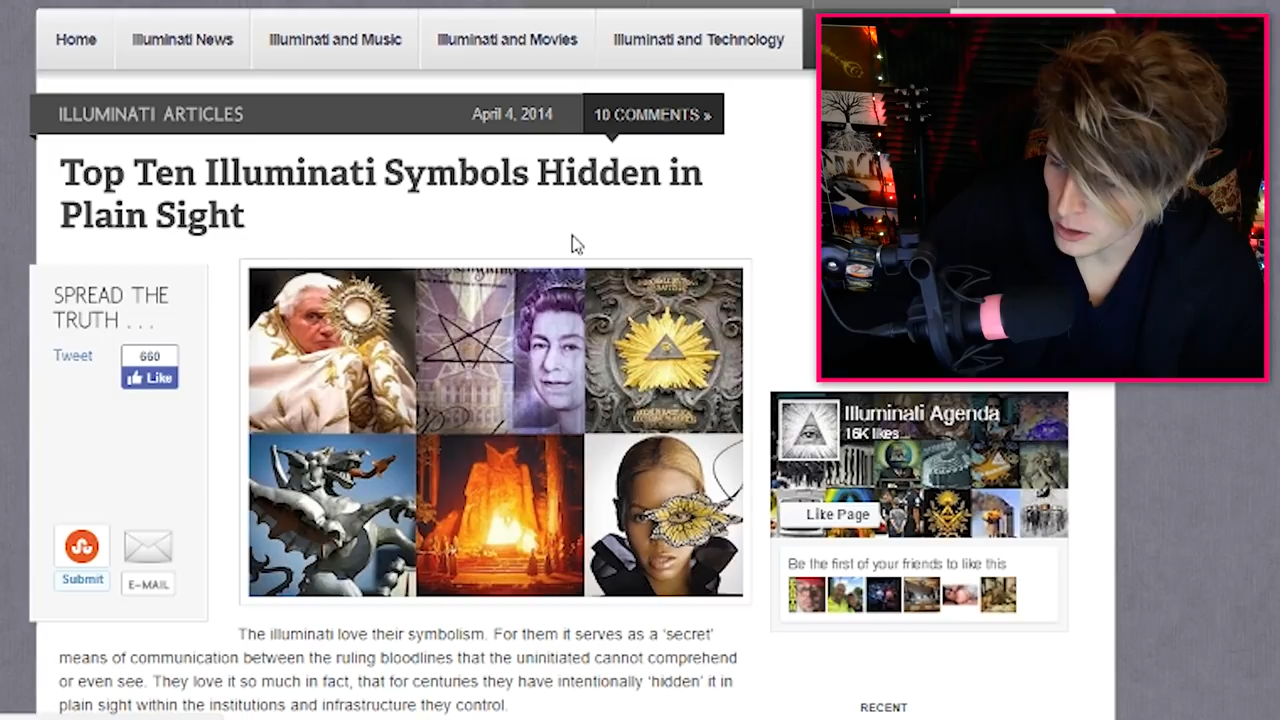 Home
Illuminati News
Illuminati and Music
Illuminati and Movies
Illuminati and Technology
ILLUMINATI ARTICLES
April 4, 2014
10 COMMENTS »
Top Ten Illuminati Symbols Hidden in
Plain Sight
SPREAD THE
TRUTH . . .
Tweet
660
Like
Submit
E-MAIL
Illuminati Agenda
16K likes
Like Page
Be the first of your friends to like this
The illuminati love their symbolism. For them it serves as a ‘secret’
means of communication between the ruling bloodlines that the uninitiated cannot comprehend
or even see. They love it so much in fact, that for centuries they have intentionally ‘hidden’ it in
plain sight within the institutions and infrastructure they control.
RECENT